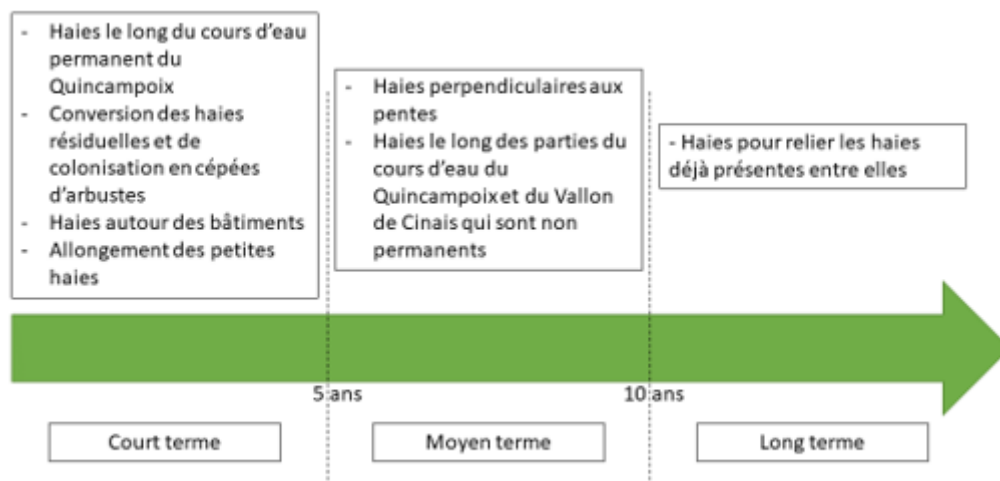 - Haies le long du cours d'eau
permanent du
Quincampoix
- Conversion des haies
résiduelles et de
colonisation en cépées
d'arbustes
- Haies autour des bâtiments
- Allongement des petites
haies
- Haies perpendiculaires aux
pentes
- Haies le long des parties du
cours d'eau du
Quincampoix et du Vallon
de Cinais qui sont non
permanents
- Haies pour relier les haies
déjà présentes entre elles
5 ans
10 ans
Court terme
Moyen terme
Long terme